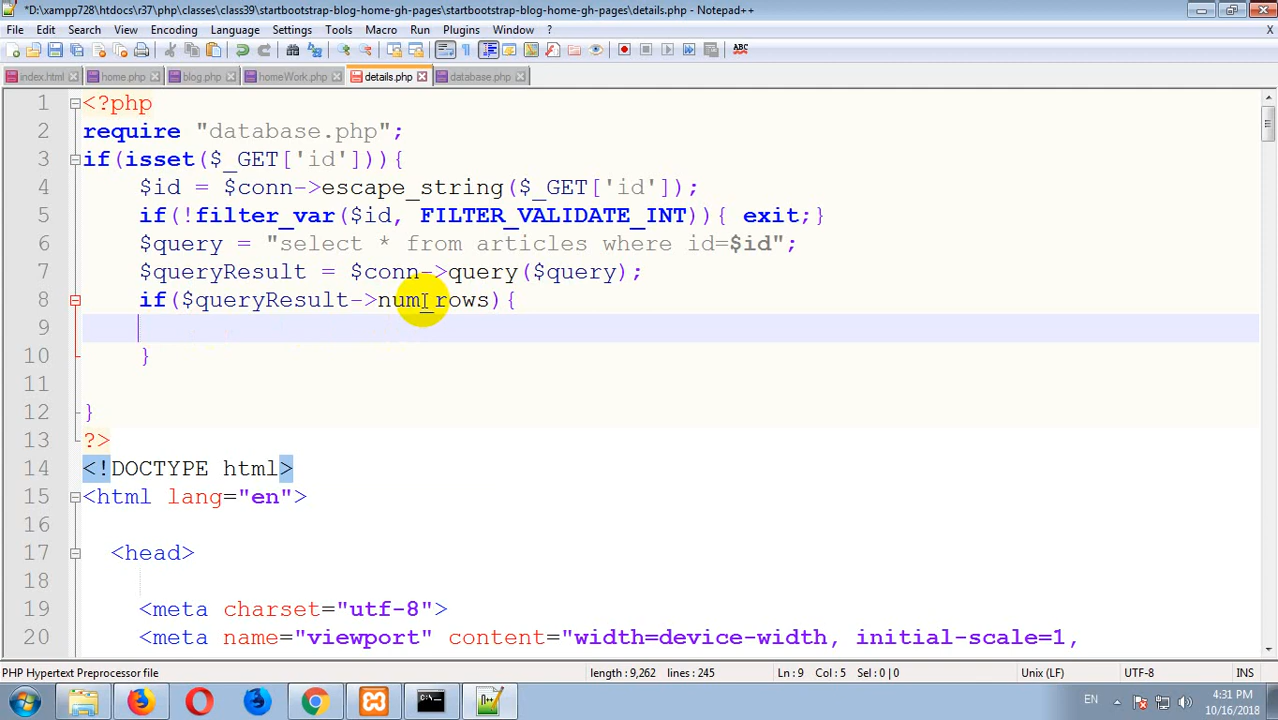 *D:\xampp728\htdocs\r37\php\classes\class39\startbootstrap-blog-home-gh-pages\startbootstrap-blog-home-gh-pages\details.php - Notepad++
File Edit Search View Encoding Language Settings Tools Macro Run Plugins Window ? X
ABC
index.html home.php blog.php homeWork.php details.php database.php
1 <?php
2 require "database.php";
3 if(isset($_GET['id'])){
4 $id = $conn->escape_string($_GET['id']);
5 if(!filter_var($id, FILTER_VALIDATE_INT)){ exit;}
6 $query = "select * from articles where id=$id";
7 $queryResult = $conn->query($query);
8 if($queryResult->num_rows){
9
10 }
11
12 }
13 ?>
14 <!DOCTYPE html>
15 <html lang="en">
16
17 <head>
18
19 <meta charset="utf-8">
20 <meta name="viewport" content="width=device-width, initial-scale=1,
PHP Hypertext Preprocessor file length : 9,262 lines : 245 Ln : 9 Col : 5 Sel : 0 | 0 Unix (LF) UTF-8 INS
EN 4:31 PM
10/16/2018